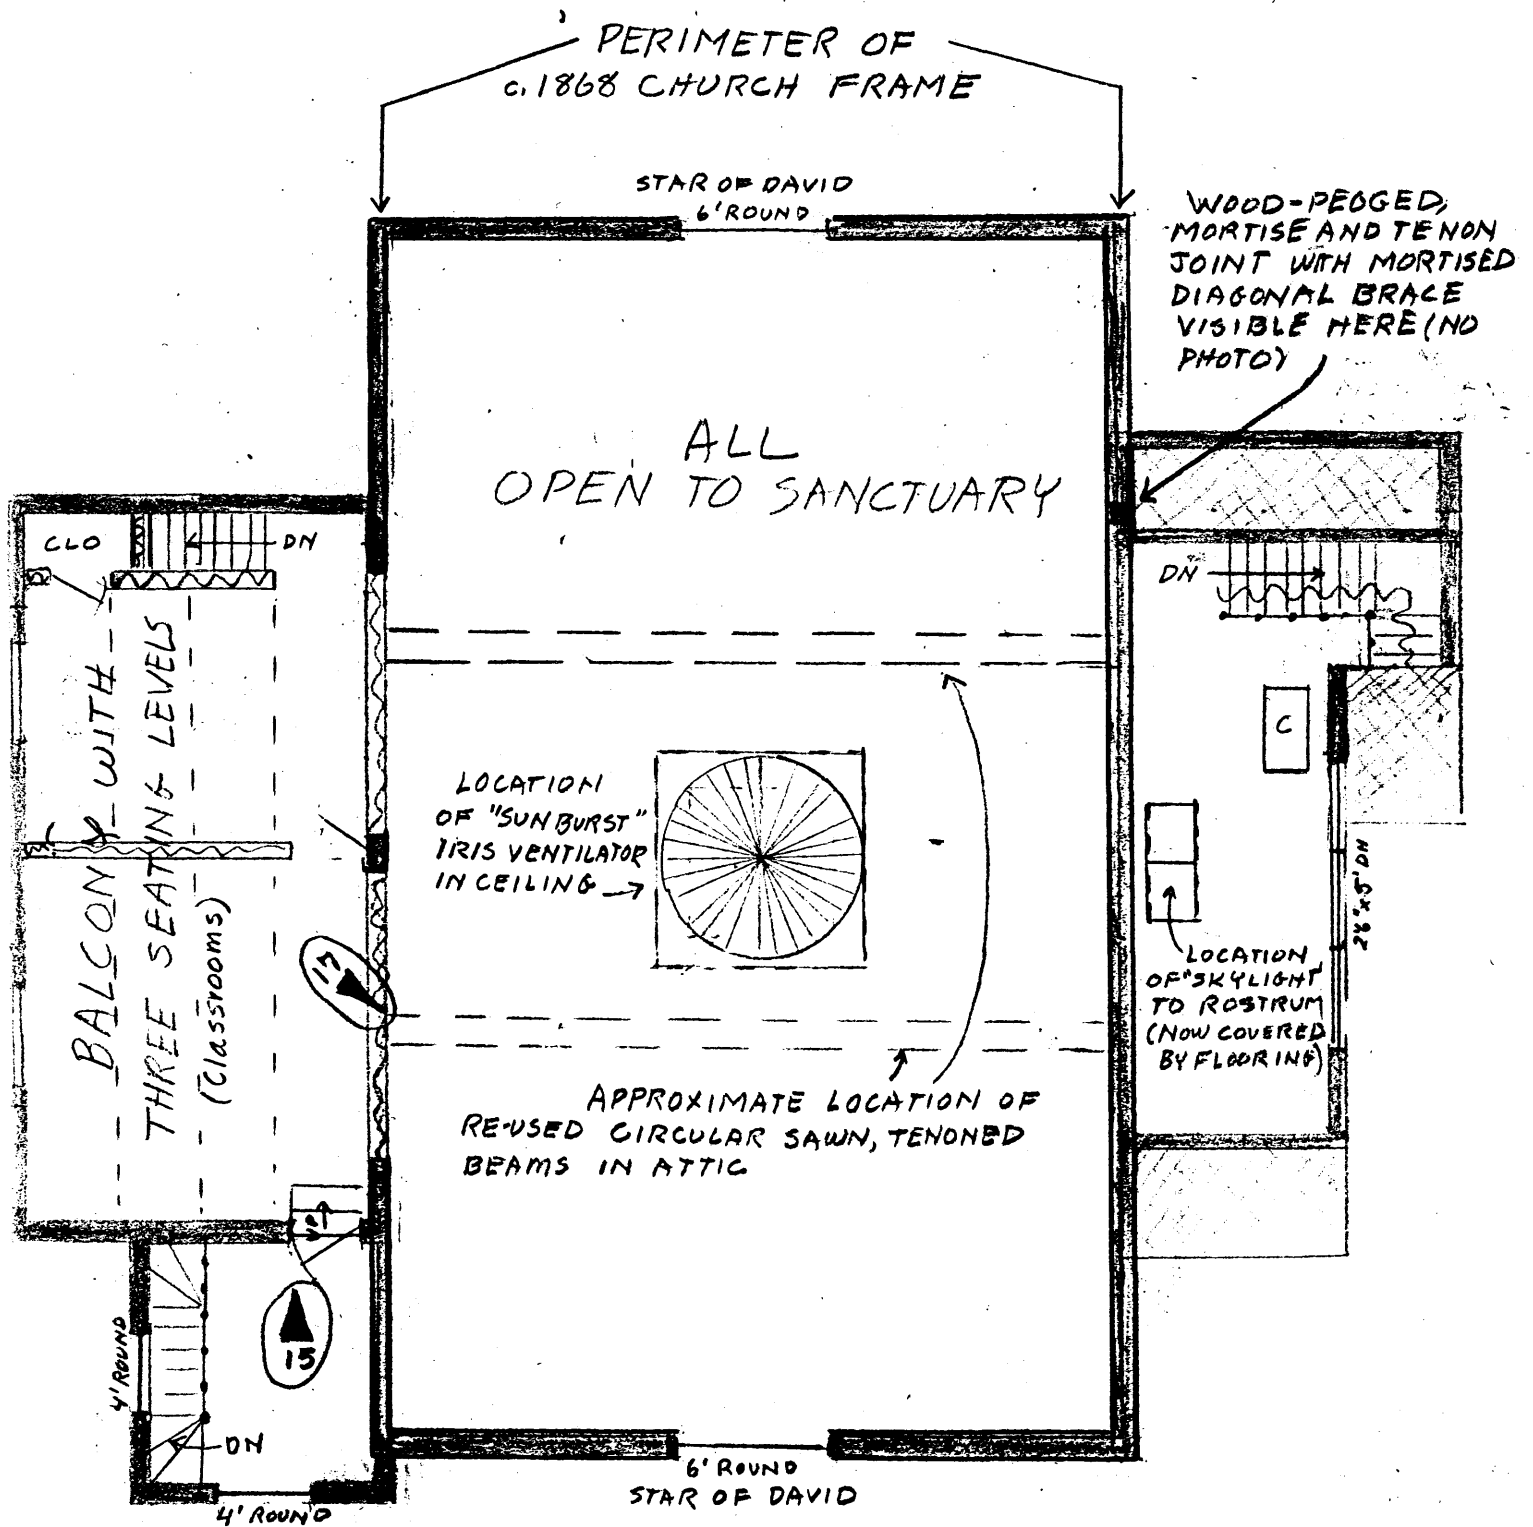 PERIMETER OF
c. 1868 CHURCH FRAME
STAR OF DAVID
6' ROUND
WOOD-PEGGED,
MORTISE AND TENON
JOINT WITH MORTISED
DIAGONAL BRACE
VISIBLE HERE (NO
PHOTO)
ALL
OPEN TO SANCTUARY
CLO
DN
DN
BALCONY WITH
THREE SEATING LEVELS
(Classrooms)
C
LOCATION
OF "SUNBURST"
IRIS VENTILATOR
IN CEILING
2'6" x 5' DH
LOCATION
OF "SKYLIGHT"
TO ROSTRUM
(NOW COVERED
BY FLOORING)
17
APPROXIMATE LOCATION OF
RE-USED CIRCULAR SAWN, TENONED
BEAMS IN ATTIC
UP
15
4' ROUND
DN
4' ROUND
6' ROUND
STAR OF DAVID